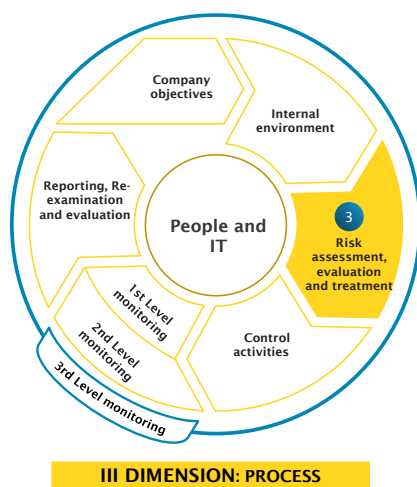 Company
objectives
Internal
environment
3
Risk
assessment,
evaluation
and treatment
Control
activities
1st Level
monitoring
2nd Level
monitoring
3rd Level monitoring
Reporting, Re-
examination
and evaluation
People and
IT
III DIMENSION: PROCESS